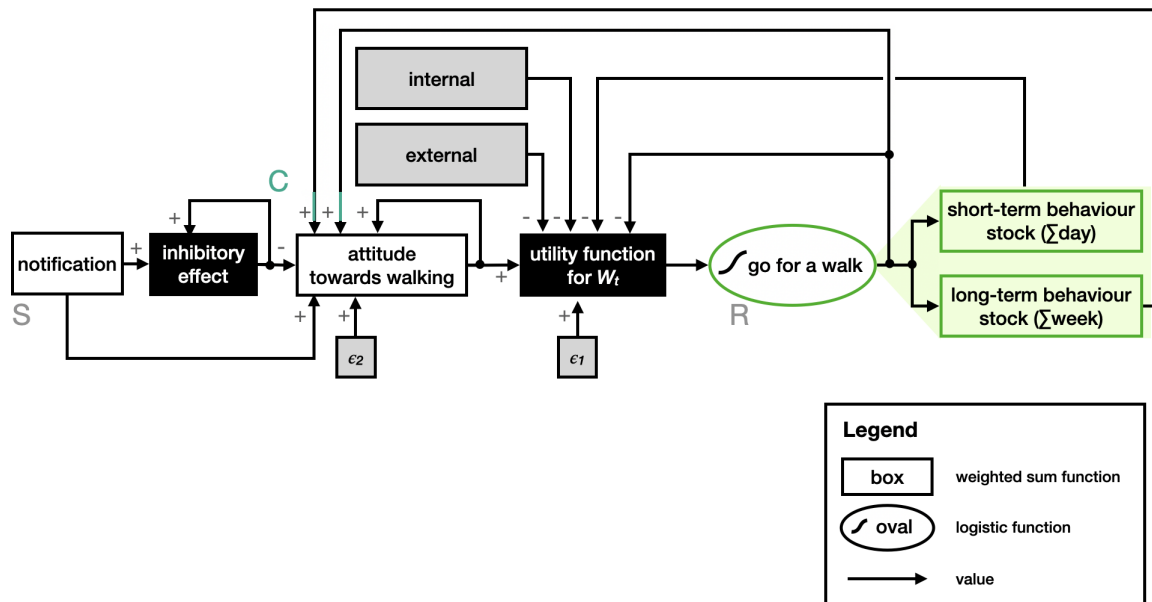 internal
external
C
+
+
+
+
-
-
-
-
short-term behaviour
stock (∑day)
notification
+
inhibitory
effect
-
attitude
towards walking
+
utility function
for Wt
go for a walk
long-term behaviour
stock (∑week)
S
+
+
+
R
ϵ2
ϵ1
Legend
box
weighted sum function
oval
logistic function
value